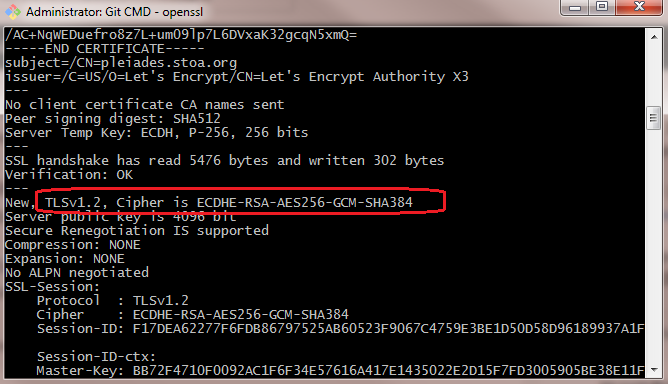 Administrator: Git CMD - openssl
/AC+NqWEDuefro8z7L+um09lp7L6DVxaK32gcqN5xmQ=
-----END CERTIFICATE-----
subject=/CN=pleiades.stoa.org
issuer=/C=US/O=Let's Encrypt/CN=Let's Encrypt Authority X3
---
No client certificate CA names sent
Peer signing digest: SHA512
Server Temp Key: ECDH, P-256, 256 bits
---
SSL handshake has read 5476 bytes and written 302 bytes
Verification: OK
---
New, TLSv1.2, Cipher is ECDHE-RSA-AES256-GCM-SHA384
Server public key is 4096 bit
Secure Renegotiation IS supported
Compression: NONE
Expansion: NONE
No ALPN negotiated
SSL-Session:
    Protocol  : TLSv1.2
    Cipher    : ECDHE-RSA-AES256-GCM-SHA384
    Session-ID: F17DEA62277F6FDB86797525AB60523F9067C4759E3BE1D50D58D96189937A1F
    Session-ID-ctx:
    Master-Key: BB72F4710F0092AC1F6F34E57616A417E1435022E2D15F7FD3005905BE38E11F